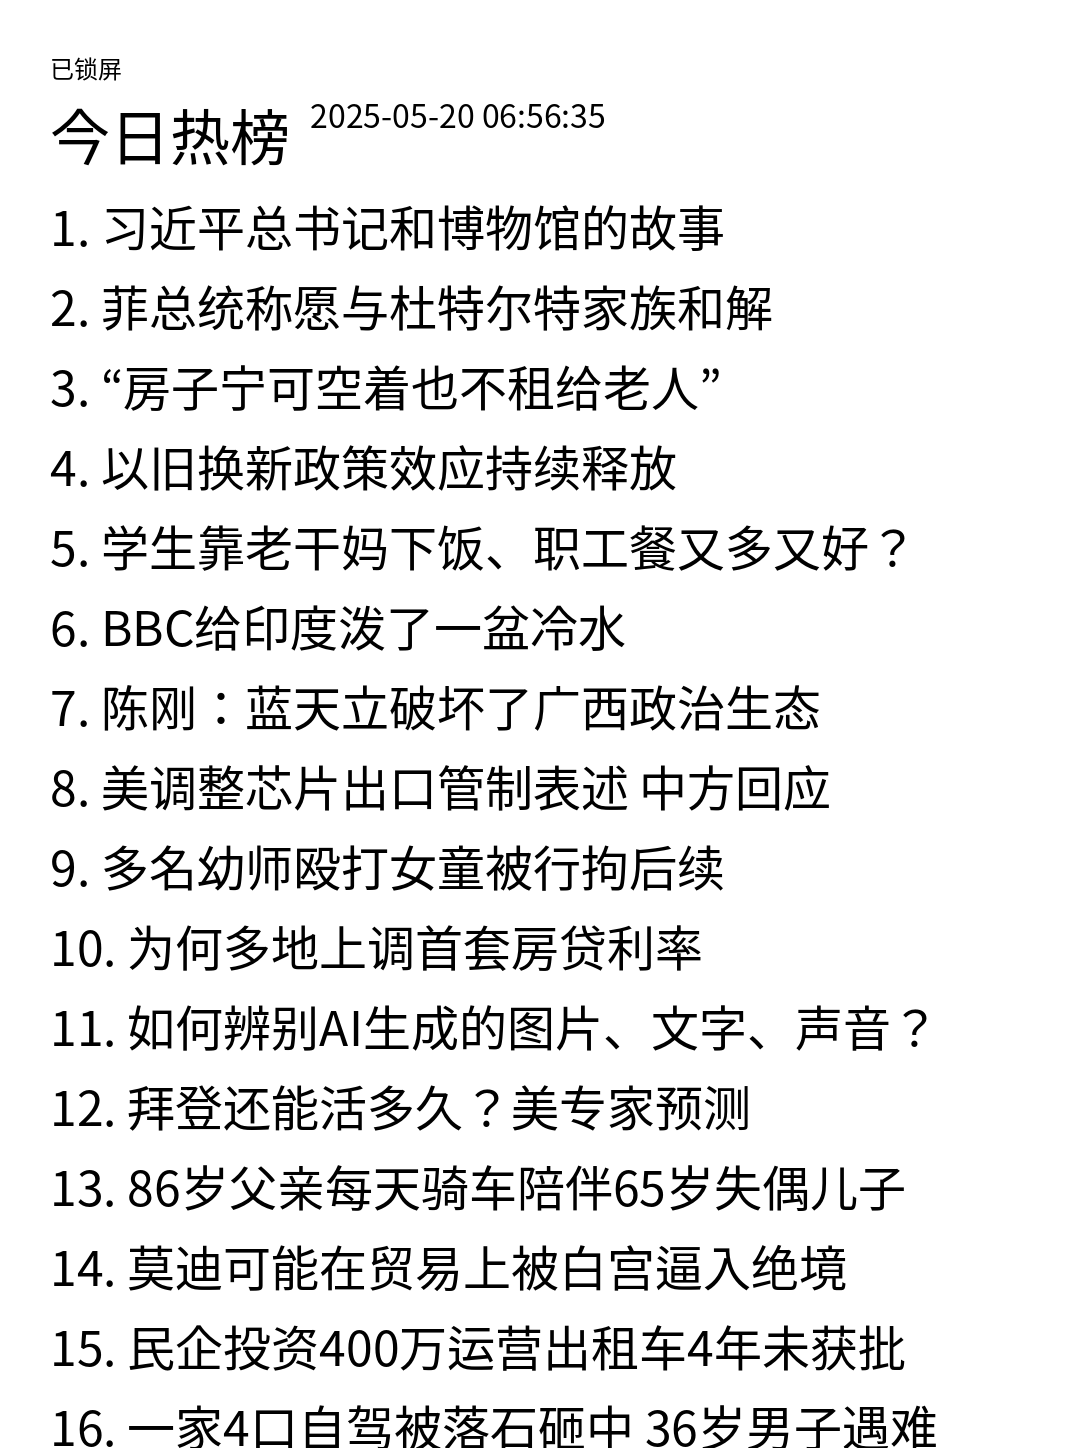 已锁屏
今日热榜 2025-05-20 06:56:35
1. 习近平总书记和博物馆的故事
2. 菲总统称愿与杜特尔特家族和解
3. “房子宁可空着也不租给老人”
4. 以旧换新政策效应持续释放
5. 学生靠老干妈下饭、职工餐又多又好？
6. BBC给印度泼了一盆冷水
7. 陈刚：蓝天立破坏了广西政治生态
8. 美调整芯片出口管制表述 中方回应
9. 多名幼师殴打女童被行拘后续
10. 为何多地上调首套房贷利率
11. 如何辨别AI生成的图片、文字、声音？
12. 拜登还能活多久？美专家预测
13. 86岁父亲每天骑车陪伴65岁失偶儿子
14. 莫迪可能在贸易上被白宫逼入绝境
15. 民企投资400万运营出租车4年未获批
16. 一家4口自驾被落石砸中 36岁男子遇难